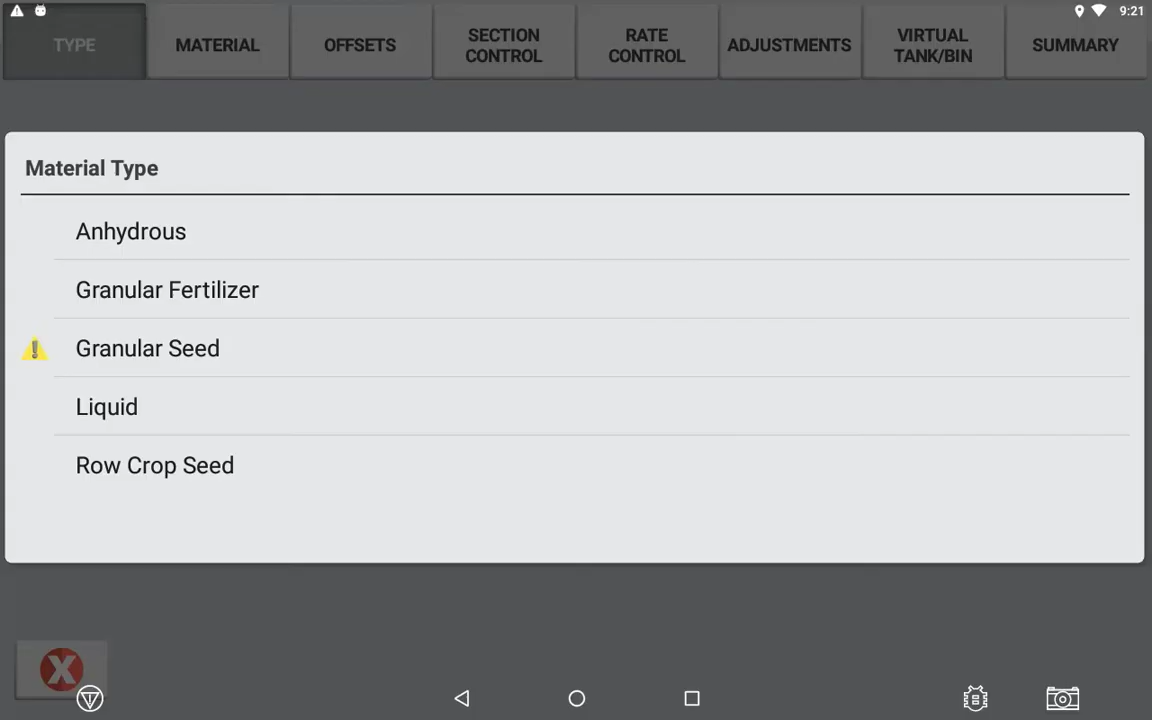 9:21
TYPE
MATERIAL
OFFSETS
SECTION
CONTROL
RATE
CONTROL
ADJUSTMENTS
VIRTUAL
TANK/BIN
SUMMARY
Material Type
Anhydrous
Granular Fertilizer
Granular Seed
Liquid
Row Crop Seed
X